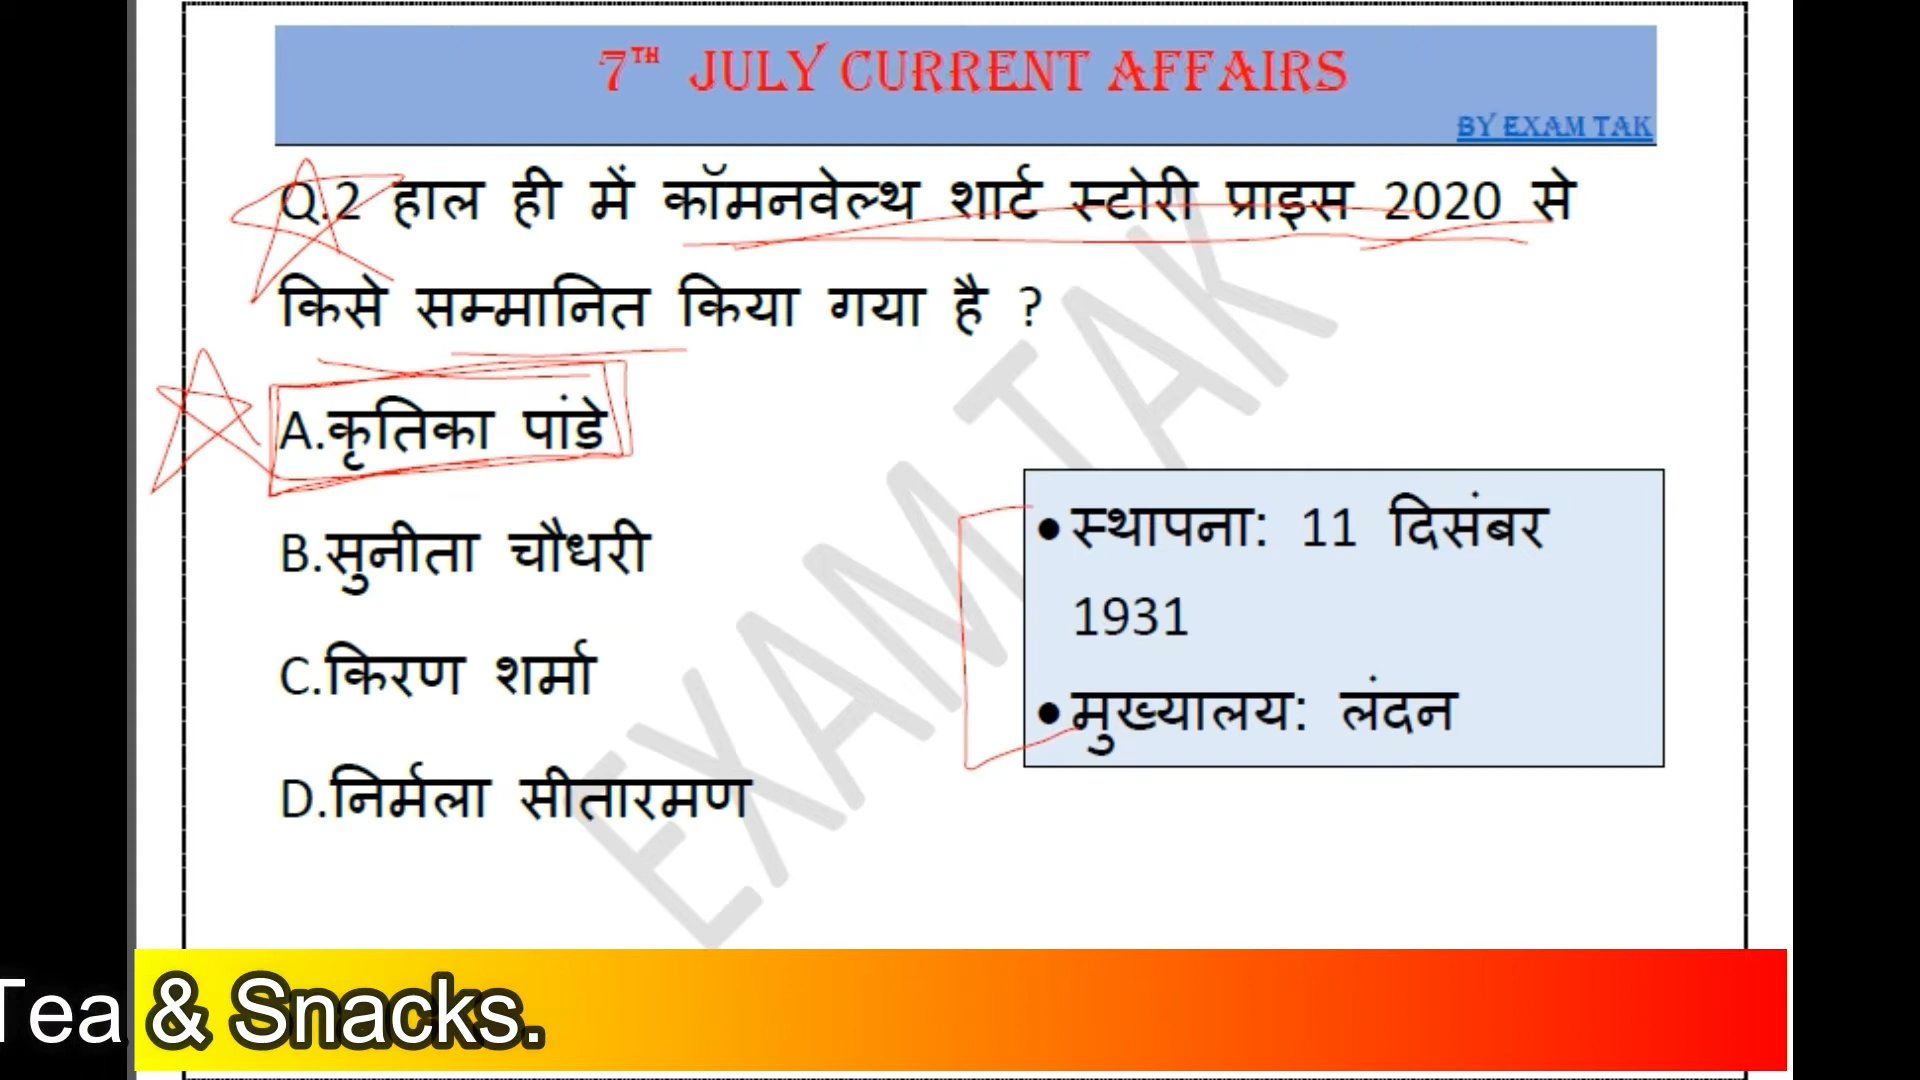 7TH JULY CURRENT AFFAIRS
BY EXAM TAK
Q.2 हाल ही में कॉमनवेल्थ शार्ट स्टोरी प्राइस 2020 से
किसे सम्मानित किया गया है ?
A.कृतिका पांडे
B.सुनीता चौधरी
C.किरण शर्मा
D.निर्मला सीतारमण
•स्थापना: 11 दिसंबर
1931
•मुख्यालय: लंदन
EXAM TAK
Tea & Snacks.